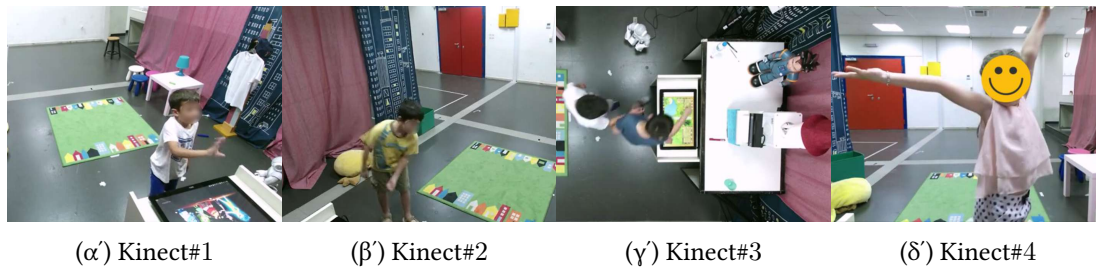 (α′) Kinect#1
(β′) Kinect#2
(γ′) Kinect#3
(δ′) Kinect#4